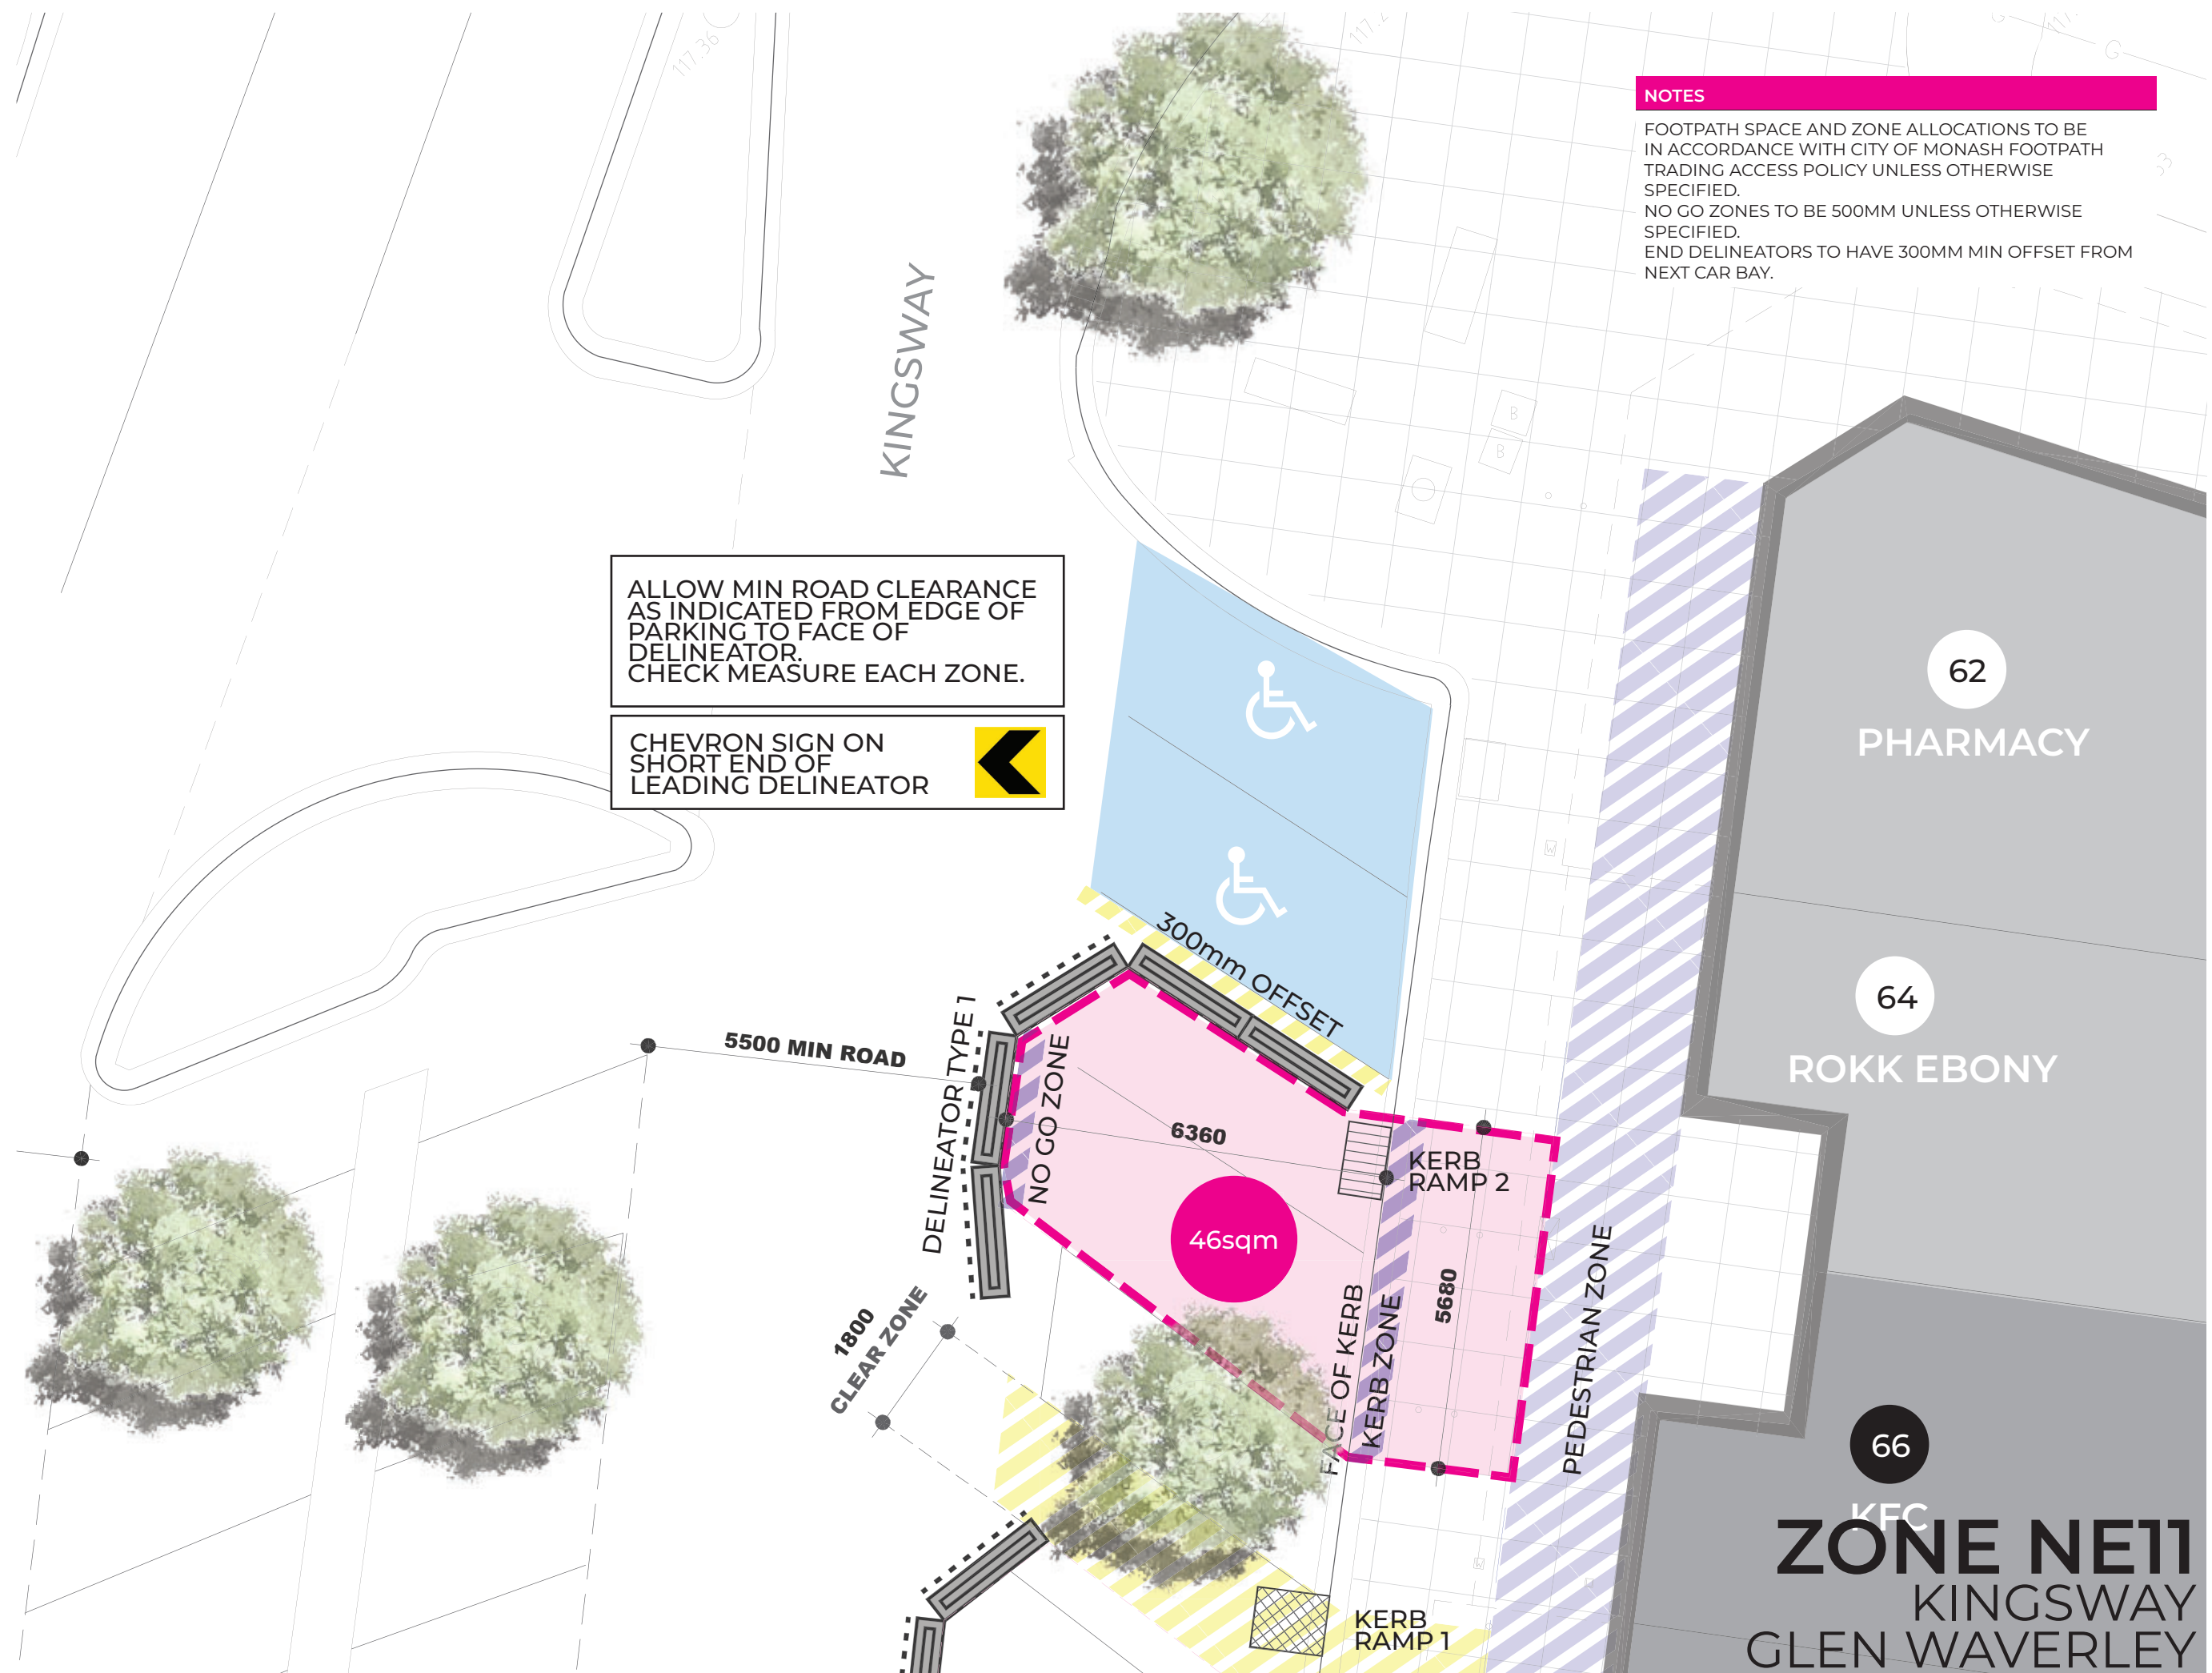 117.36
117.2
G
117.
G
NOTES
FOOTPATH SPACE AND ZONE ALLOCATIONS TO BE
IN ACCORDANCE WITH CITY OF MONASH FOOTPATH
TRADING ACCESS POLICY UNLESS OTHERWISE
SPECIFIED.
NO GO ZONES TO BE 500MM UNLESS OTHERWISE
SPECIFIED.
END DELINEATORS TO HAVE 300MM MIN OFFSET FROM
NEXT CAR BAY.
KINGSWAY
B
B
ALLOW MIN ROAD CLEARANCE
AS INDICATED FROM EDGE OF
PARKING TO FACE OF
DELINEATOR.
CHECK MEASURE EACH ZONE.
CHEVRON SIGN ON
SHORT END OF
LEADING DELINEATOR
62
PHARMACY
64
ROKK EBONY
W
300mm OFFSET
5500 MIN ROAD
DELINEATOR TYPE 1
NO GO ZONE
6360
KERB
RAMP 2
46sqm
5680
FACE OF KERB
KERB ZONE
PEDESTRIAN ZONE
1800
CLEAR ZONE
66
KFC
W
KERB
RAMP 1
ZONE NE11
KINGSWAY
GLEN WAVERLEY